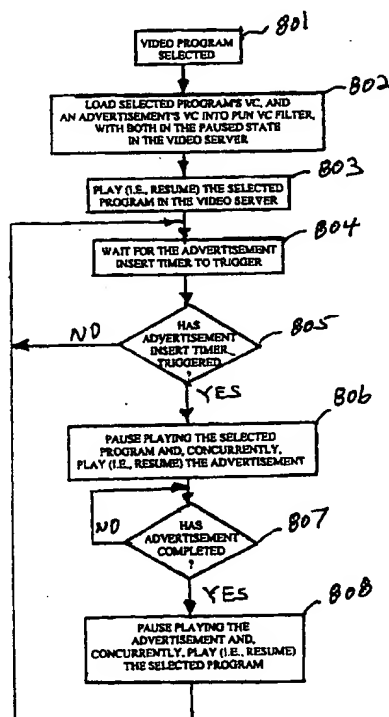 801
VIDEO PROGRAM
SELECTED
802
LOAD SELECTED PROGRAM'S VC, AND
AN ADVERTISEMENT'S VC INTO PUN VC FILTER,
WITH BOTH IN THE PAUSED STATE
IN THE VIDEO SERVER
803
PLAY (I.E., RESUME) THE SELECTED
PROGRAM IN THE VIDEO SERVER
804
WAIT FOR THE ADVERTISEMENT
INSERT TIMER TO TRIGGER
805
HAS
ADVERTISEMENT
INSERT TIMER
TRIGGERED
?
NO
YES
806
PAUSE PLAYING THE SELECTED
PROGRAM AND, CONCURRENTLY,
PLAY (I.E., RESUME) THE ADVERTISEMENT
807
HAS
ADVERTISEMENT
COMPLETED
?
NO
YES
808
PAUSE PLAYING THE
ADVERTISEMENT AND,
CONCURRENTLY, PLAY (I.E., RESUME)
THE SELECTED PROGRAM